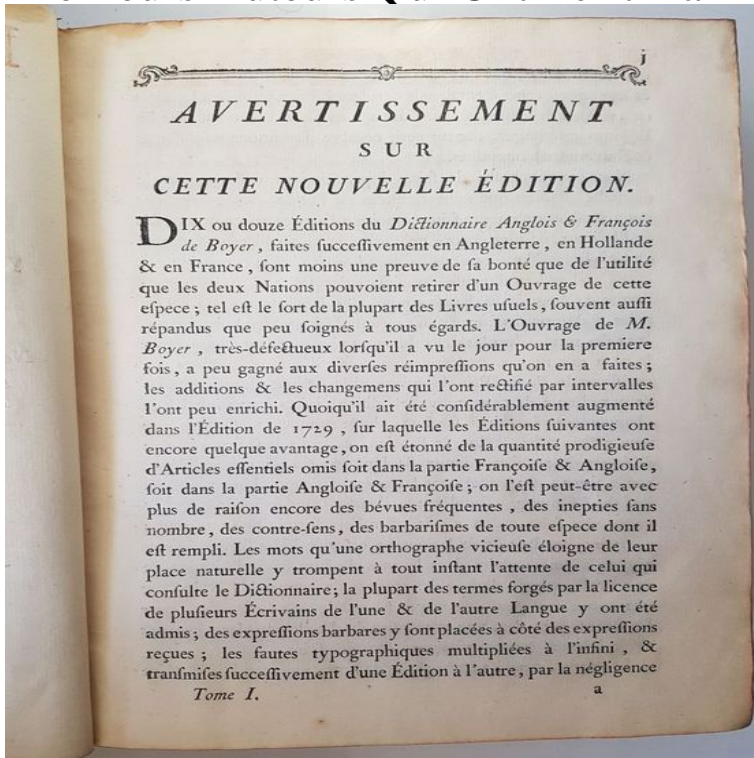 j
AVERTISSEMENT
SUR
CETTE NOUVELLE ÉDITION.
DIX ou douze Éditions du Dictionnaire Anglois & François
de Boyer, faites ſucceſſivement en Angleterre, en Hollande
& en France, ſont moins une preuve de ſa bonté que de l'utilité
que les deux Nations pouvoient retirer d'un Ouvrage de cette
eſpece; tel eſt le ſort de la plupart des Livres uſuels, ſouvent auſſi
répandus que peu ſoignés à tous égards. L'Ouvrage de M.
Boyer, très-défectueux lorſqu'il a vu le jour pour la premiere
fois, a peu gagné aux diverſes réimpreſſions qu'on en a faites;
les additions & les changemens qui l'ont rectifié par intervalles
l'ont peu enrichi. Quoiqu'il ait été conſidérablement augmenté
dans l'Édition de 1729, ſur laquelle les Éditions ſuivantes ont
encore quelque avantage, on eſt étonné de la quantité prodigieuſe
d'Articles eſſentiels omis ſoit dans la partie Françoiſe & Angloiſe,
ſoit dans la partie Angloiſe & Françoiſe; on l'eſt peut-être avec
plus de raiſon encore des bévues fréquentes, des inepties ſans
nombre, des contre-ſens, des barbariſmes de toute eſpece dont il
eſt rempli. Les mots qu'une orthographe vicieuſe éloigne de leur
place naturelle y trompent à tout inſtant l'attente de celui qui
conſulte le Dictionnaire; la plupart des termes forgés par la licence
de pluſieurs Écrivains de l'une & de l'autre Langue y ont été
admis; des expreſſions barbares y ſont placées à côté des expreſſions
reçues; les fautes typographiques multipliées à l'infini, &
tranſmiſes ſucceſſivement d'une Édition à l'autre, par la négligence
Tome I. a